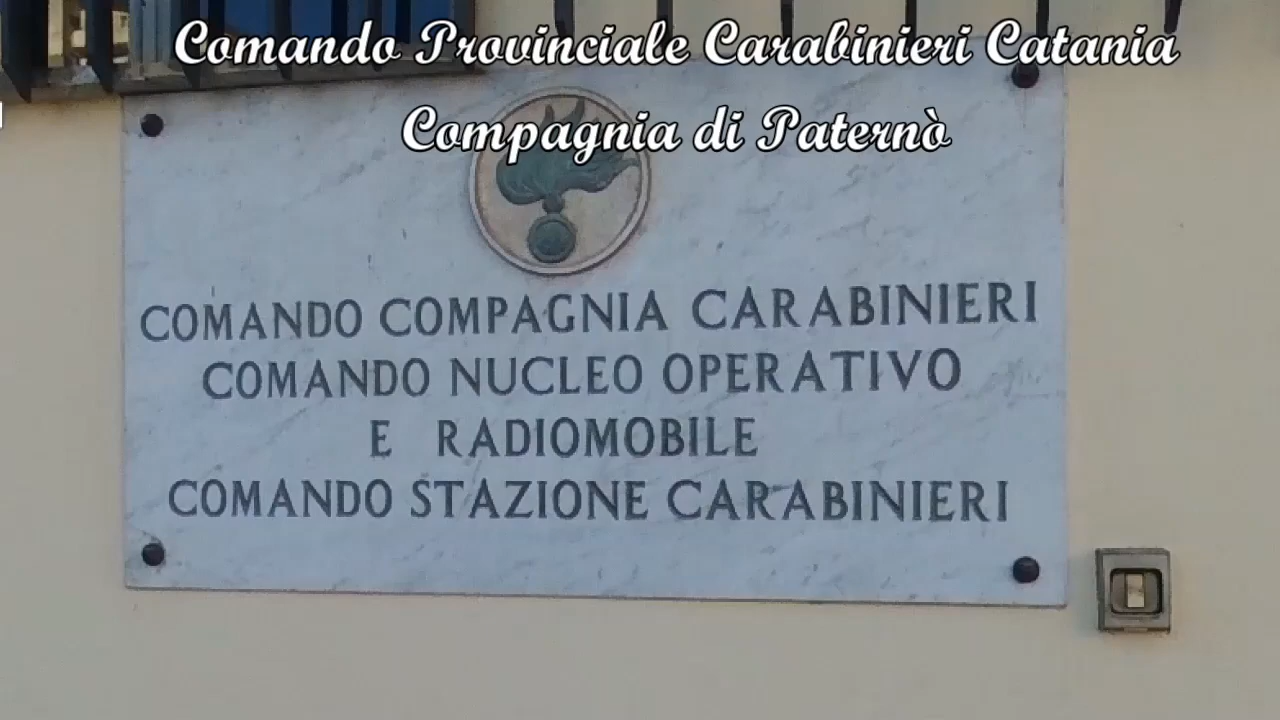 Comando Provinciale Carabinieri Catania
Compagnia di Paternò
COMANDO COMPAGNIA CARABINIERI
COMANDO NUCLEO OPERATIVO
E RADIOMOBILE
COMANDO STAZIONE CARABINIERI